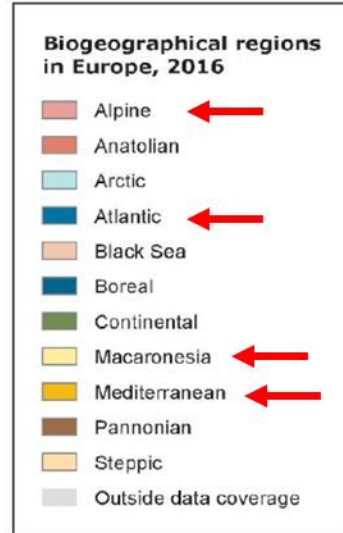 Biogeographical regions
in Europe, 2016
Alpine
Anatolian
Arctic
Atlantic
Black Sea
Boreal
Continental
Macaronesia
Mediterranean
Pannonian
Steppic
Outside data coverage